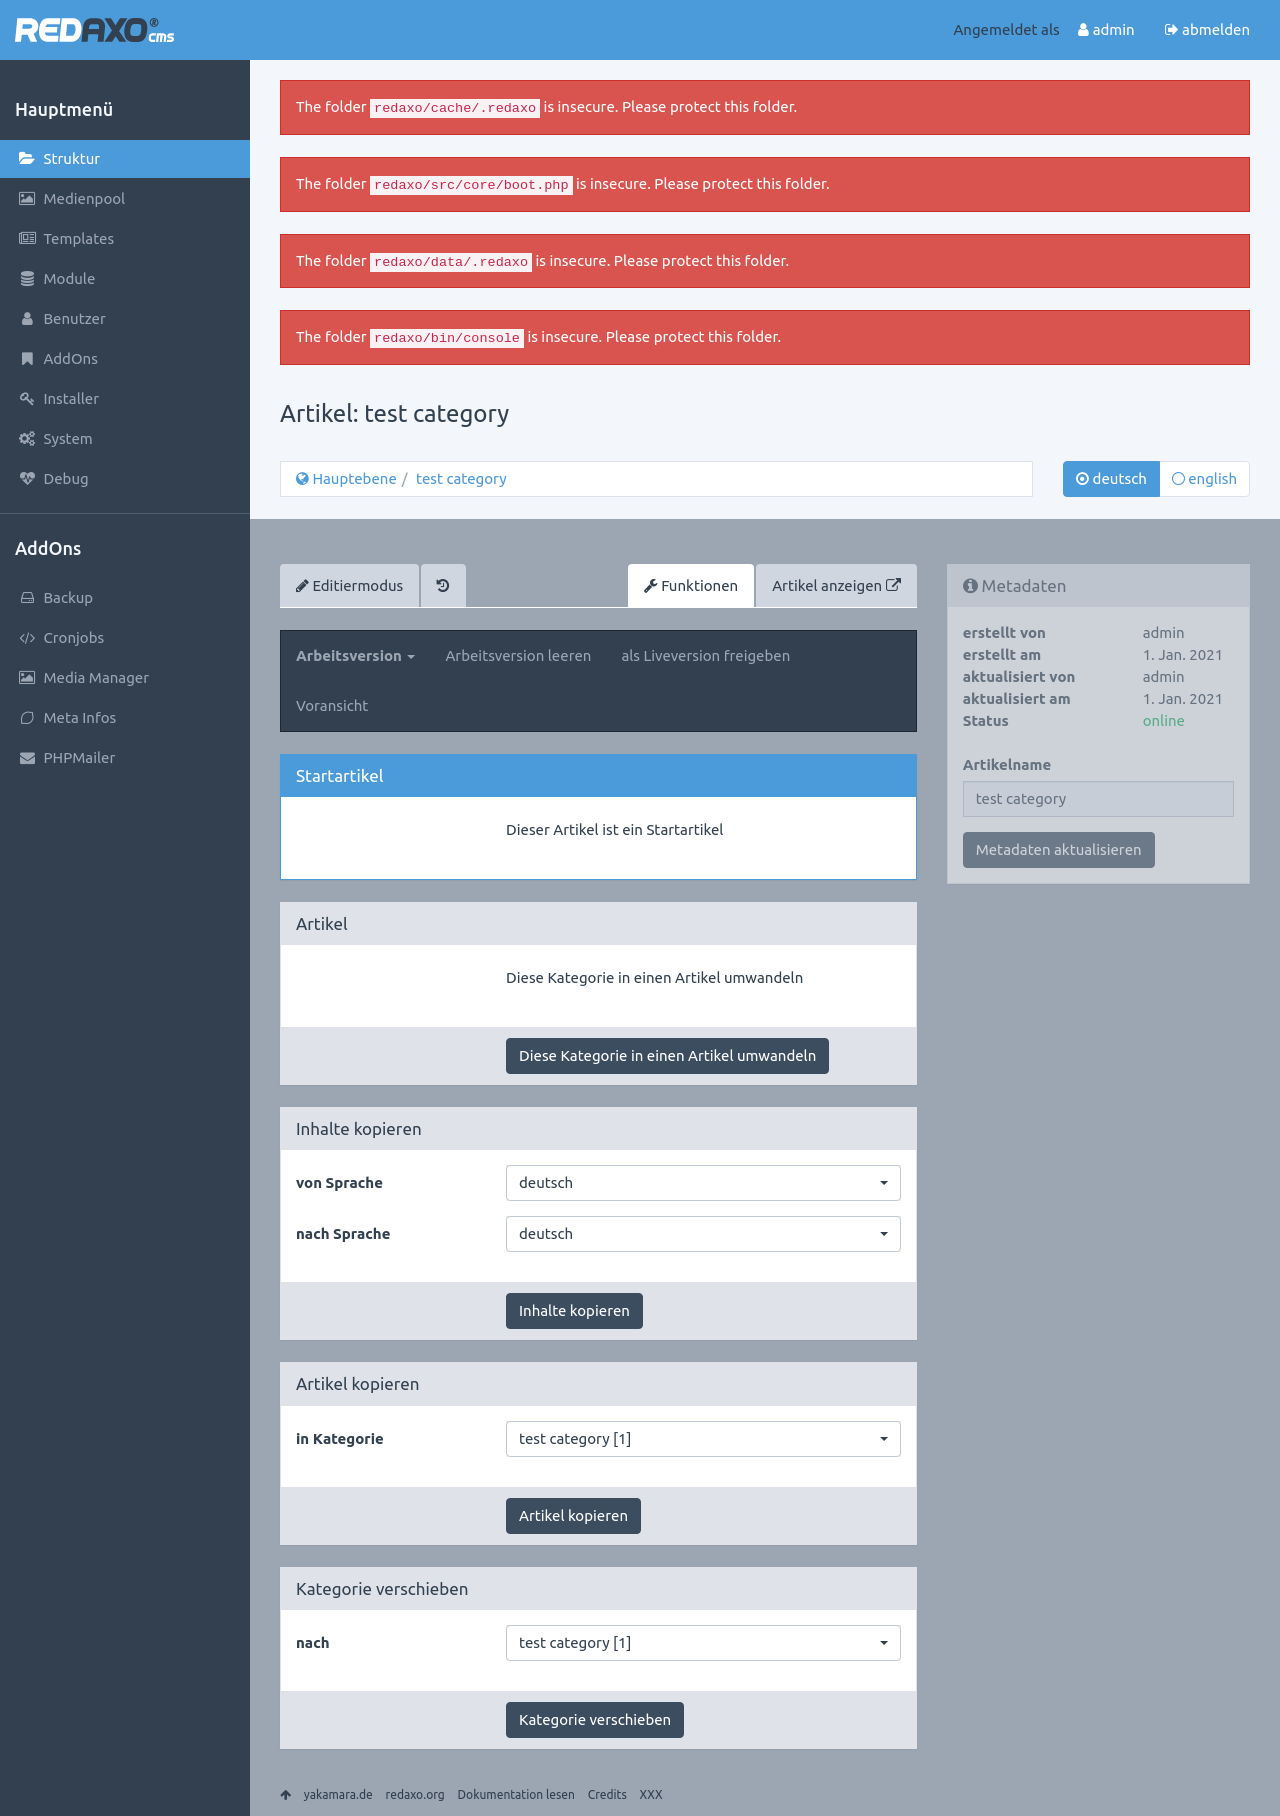 REDAXO® cms
Angemeldet als admin abmelden
Hauptmenü
Struktur
Medienpool
Templates
Module
Benutzer
AddOns
Installer
System
Debug
AddOns
Backup
Cronjobs
Media Manager
Meta Infos
PHPMailer
The folder redaxo/cache/.redaxo is insecure. Please protect this folder.
The folder redaxo/src/core/boot.php is insecure. Please protect this folder.
The folder redaxo/data/.redaxo is insecure. Please protect this folder.
The folder redaxo/bin/console is insecure. Please protect this folder.
Artikel: test category
Hauptebene / test category
deutsch english
Editiermodus Funktionen Artikel anzeigen
Arbeitsversion Arbeitsversion leeren als Liveversion freigeben
Voransicht
Startartikel
Dieser Artikel ist ein Startartikel
Artikel
Diese Kategorie in einen Artikel umwandeln
Diese Kategorie in einen Artikel umwandeln
Inhalte kopieren
von Sprache deutsch
nach Sprache deutsch
Inhalte kopieren
Artikel kopieren
in Kategorie test category [1]
Artikel kopieren
Kategorie verschieben
nach test category [1]
Kategorie verschieben
Metadaten
erstellt von admin
erstellt am 1. Jan. 2021
aktualisiert von admin
aktualisiert am 1. Jan. 2021
Status online
Artikelname
test category
Metadaten aktualisieren
yakamara.de redaxo.org Dokumentation lesen Credits XXX